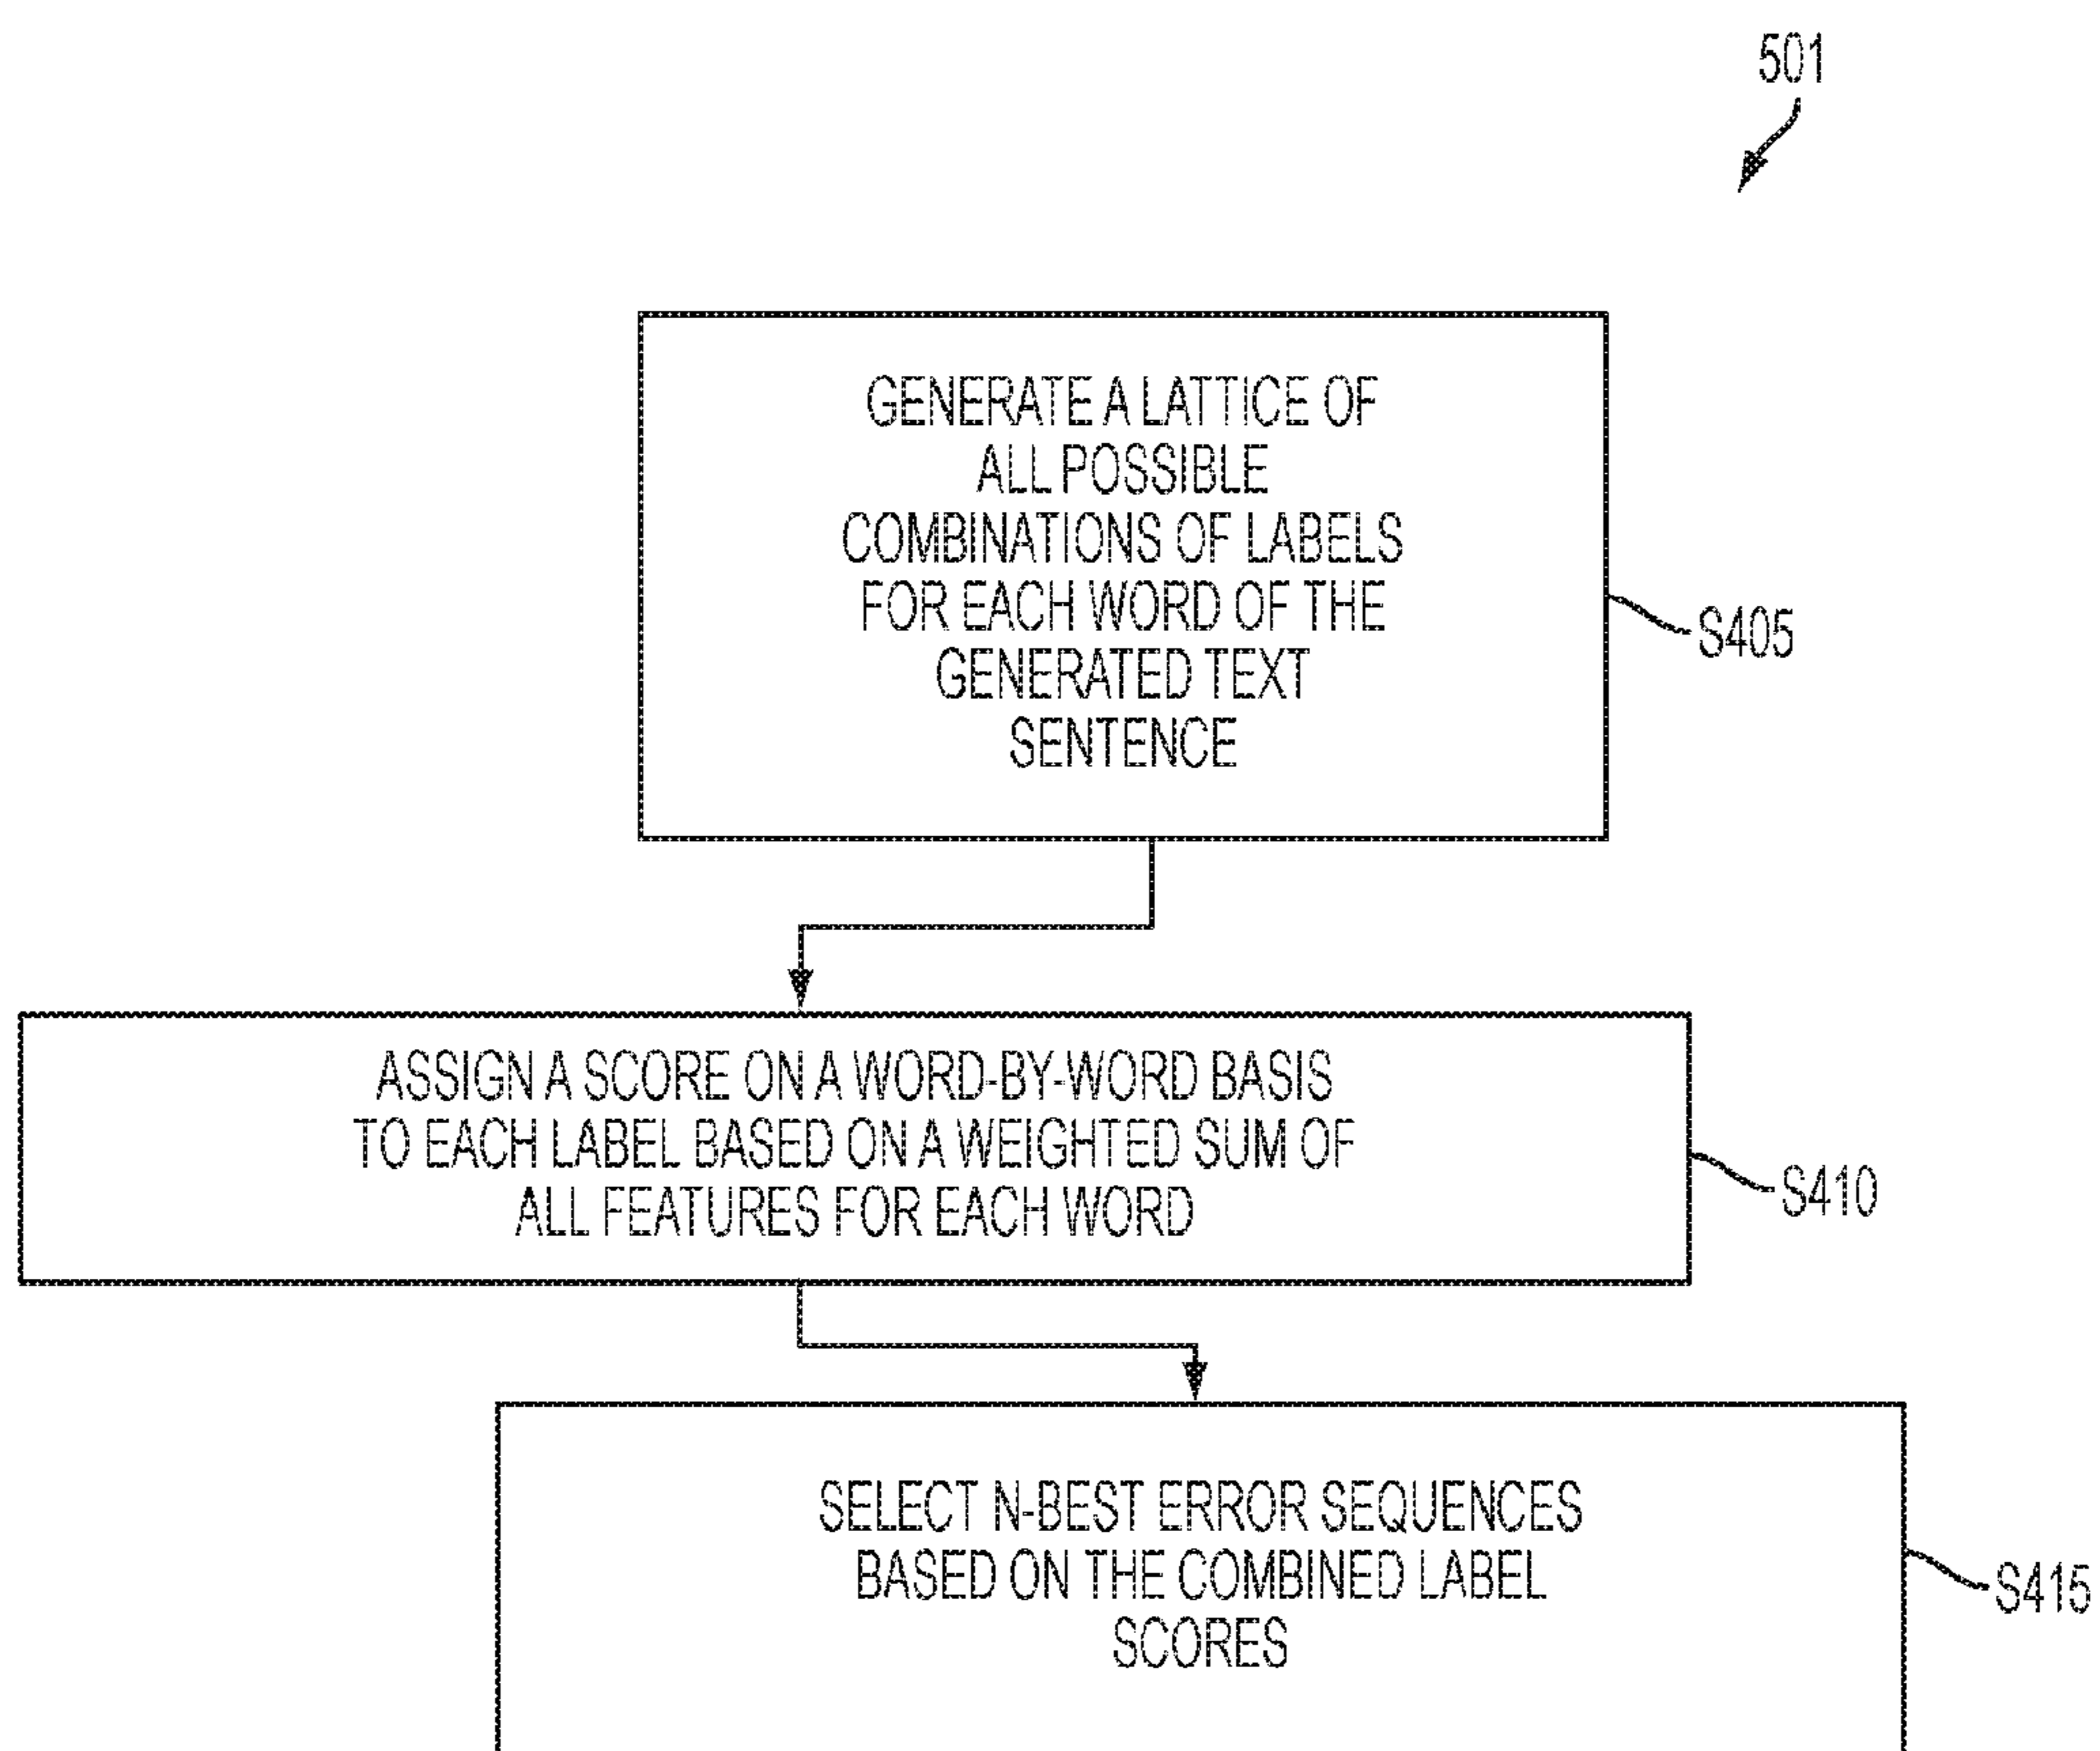 501
GENERATE A LATTICE OF
ALL POSSIBLE
COMBINATIONS OF LABELS
FOR EACH WORD OF THE
GENERATED TEXT
SENTENCE
S405
ASSIGN A SCORE ON A WORD-BY-WORD BASIS
TO EACH LABEL BASED ON A WEIGHTED SUM OF
ALL FEATURES FOR EACH WORD
S410
SELECT N-BEST ERROR SEQUENCES
BASED ON THE COMBINED LABEL
SCORES
S415